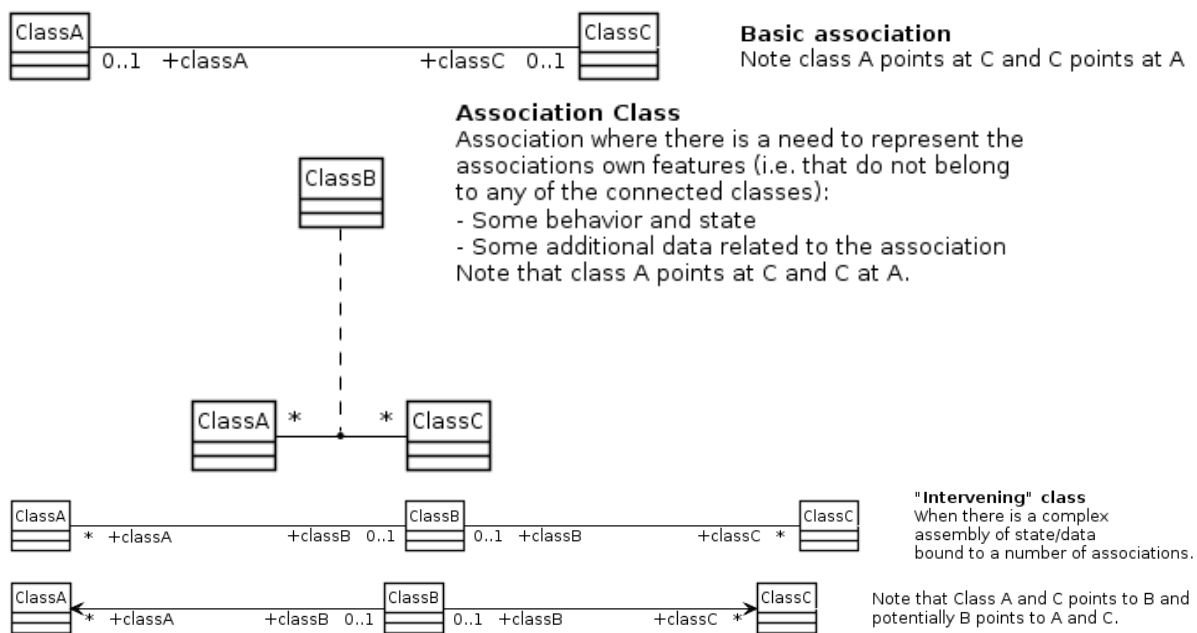 ClassA
ClassC
0..1 +classA
+classC 0..1
Basic association
Note class A points at C and C points at A
Association Class
Association where there is a need to represent the
associations own features (i.e. that do not belong
to any of the connected classes):
- Some behavior and state
- Some additional data related to the association
Note that class A points at C and C at A.
ClassB
ClassA
*
*
ClassC
ClassA
* +classA
+classB 0..1
ClassB
0..1 +classB
+classC *
ClassC
"Intervening" class
When there is a complex
assembly of state/data
bound to a number of associations.
ClassA
* +classA
+classB 0..1
ClassB
0..1 +classB
+classC *
ClassC
Note that Class A and C points to B and
potentially B points to A and C.